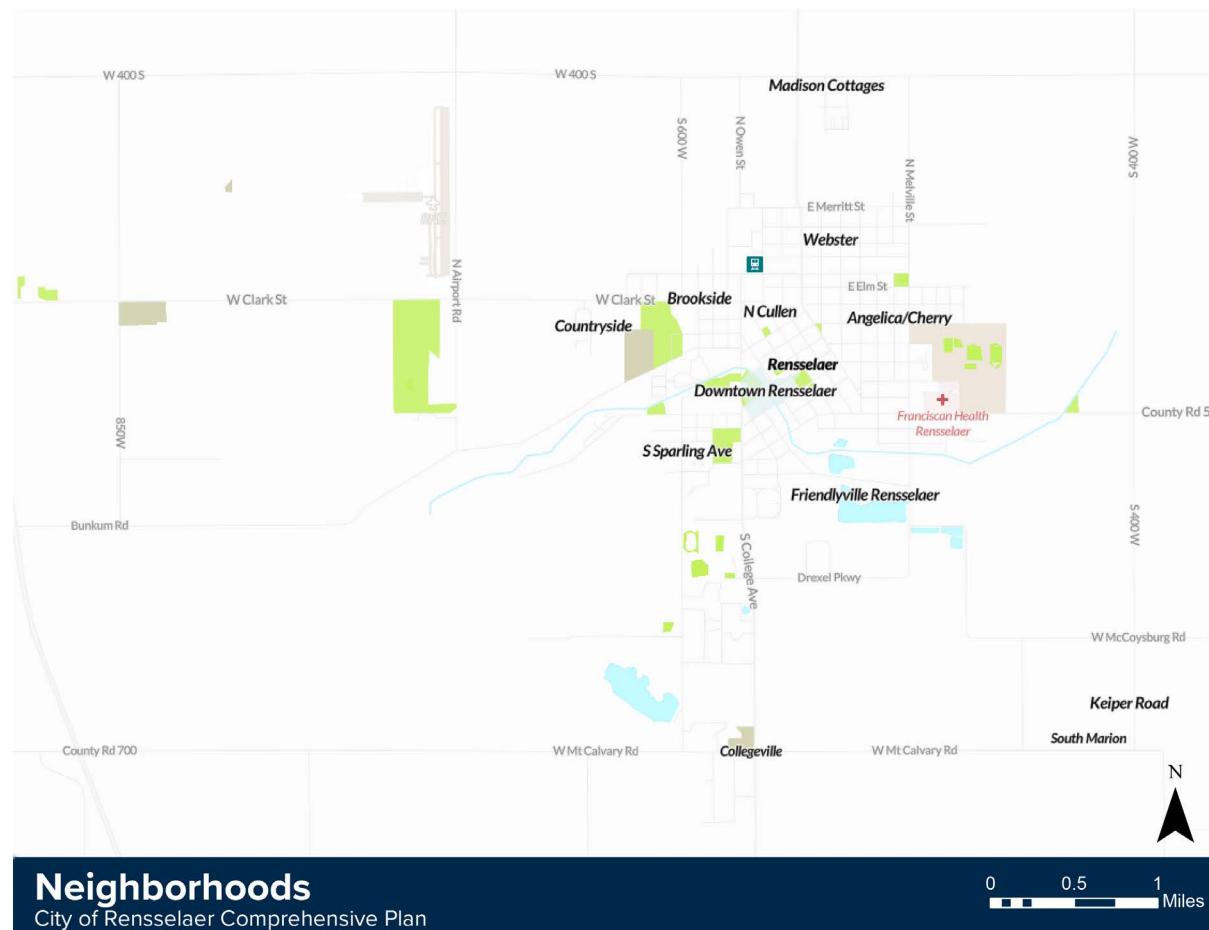 W 400 S
W 400 S
Madison Cottages
S 600 W
N Owen St
N Melville St
S 400 W
E Merritt St
Webster
N Airport Rd
E Elm St
W Clark St
W Clark St
Brookside
N Cullen
Countryside
Angelica/Cherry
Rensselaer
Downtown Rensselaer
Franciscan Health
Rensselaer
County Rd 5
850W
S Sparling Ave
Friendlyville Rensselaer
Bunkum Rd
S 400 W
S College Ave
Drexel Pkwy
W McCoysburg Rd
Keiper Road
South Marion
County Rd 700
W Mt Calvary Rd
Collegeville
W Mt Calvary Rd
N
Neighborhoods
City of Rensselaer Comprehensive Plan
0 0.5 1
Miles